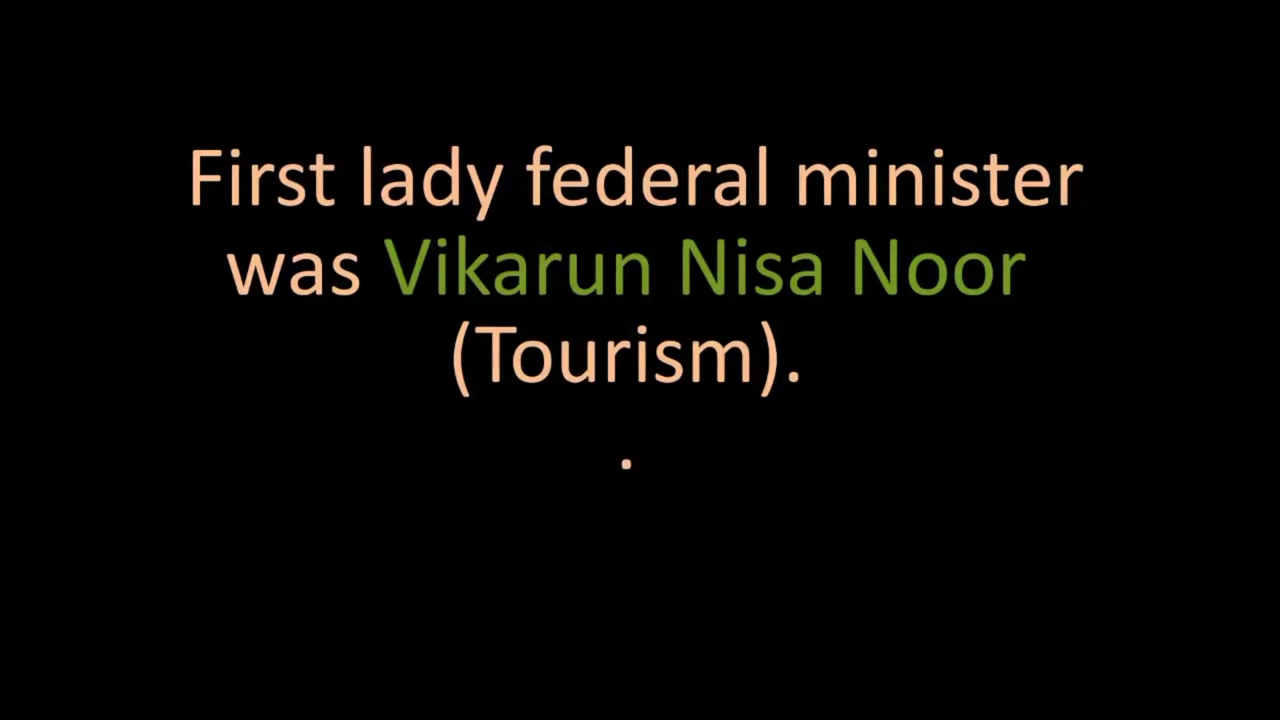 First lady federal minister
was Vikarun Nisa Noor
(Tourism).
.